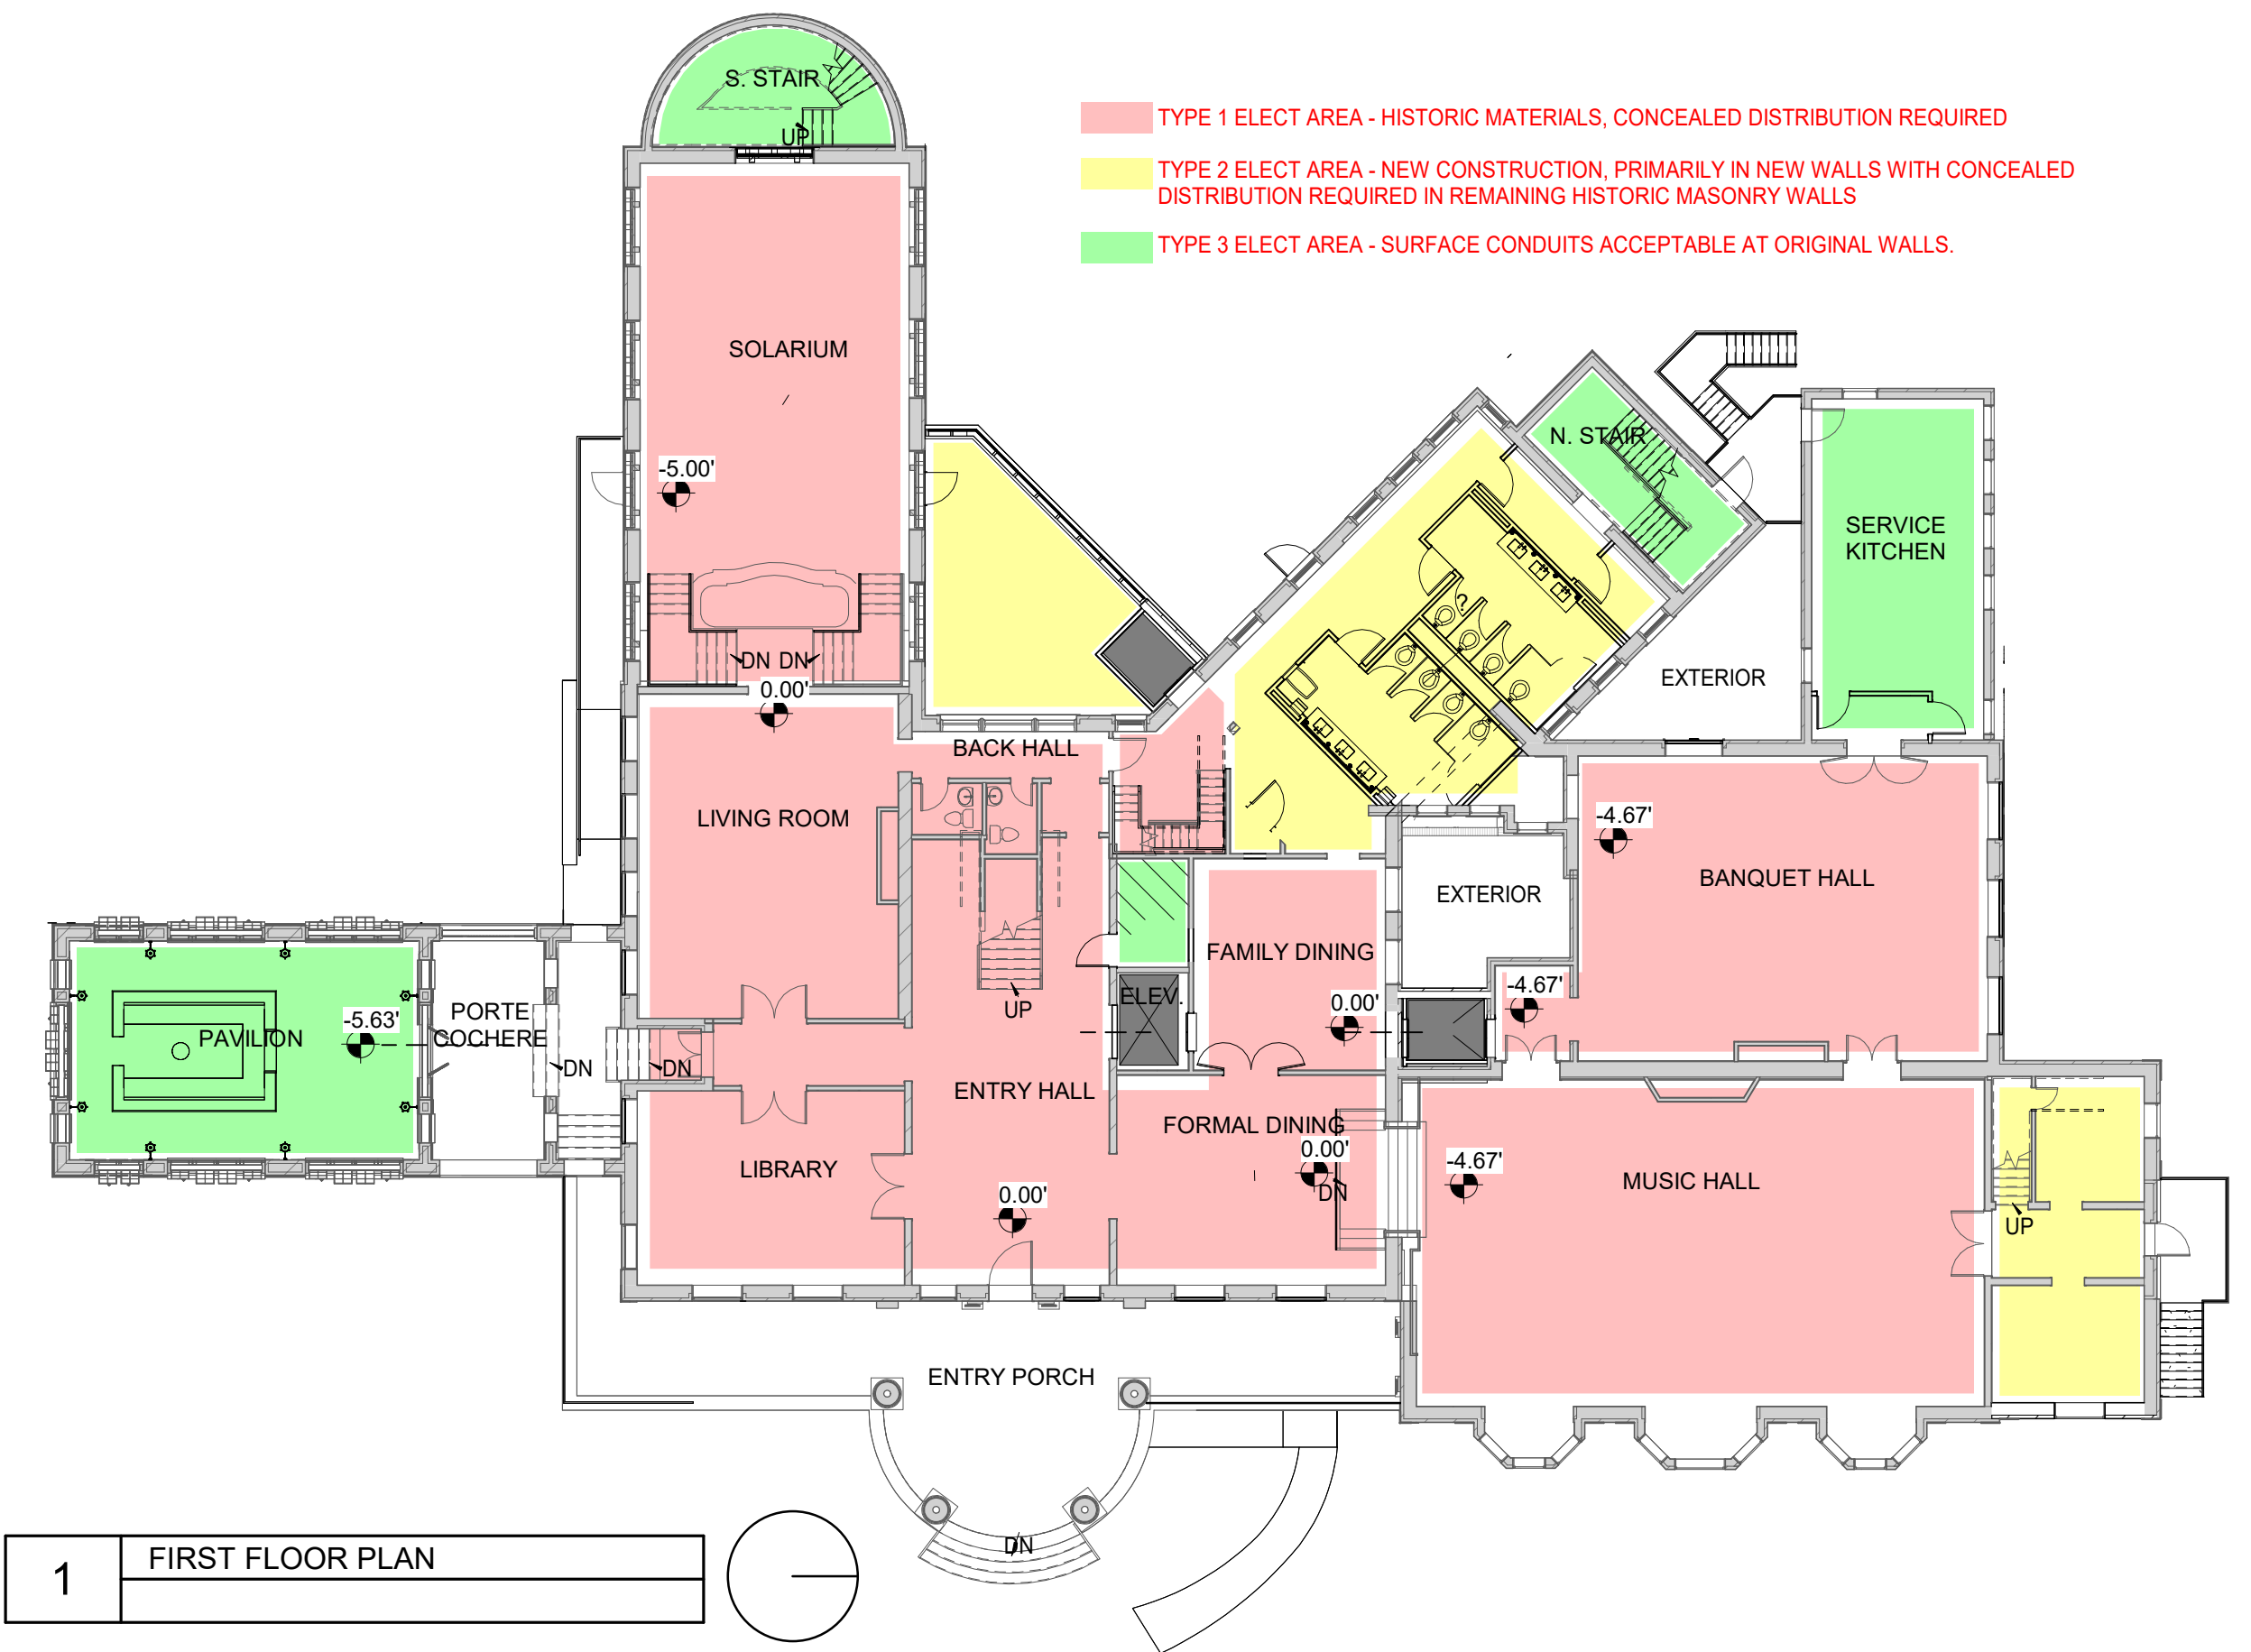 S. STAIR
UP
TYPE 1 ELECT AREA - HISTORIC MATERIALS, CONCEALED DISTRIBUTION REQUIRED
TYPE 2 ELECT AREA - NEW CONSTRUCTION, PRIMARILY IN NEW WALLS WITH CONCEALED
DISTRIBUTION REQUIRED IN REMAINING HISTORIC MASONRY WALLS
TYPE 3 ELECT AREA - SURFACE CONDUITS ACCEPTABLE AT ORIGINAL WALLS.
SOLARIUM
N. STAIR
-5.00'
SERVICE
KITCHEN
?
DN DN
0.00'
EXTERIOR
BACK HALL
LIVING ROOM
-4.67'
BANQUET HALL
EXTERIOR
FAMILY DINING
-4.67'
ELEV.
0.00'
UP
PORTE
COCHERE
-5.63'
PAVILION
DN
DN
ENTRY HALL
FORMAL DINING
0.00'
DN
LIBRARY
-4.67'
MUSIC HALL
0.00'
UP
ENTRY PORCH
DN
1
FIRST FLOOR PLAN